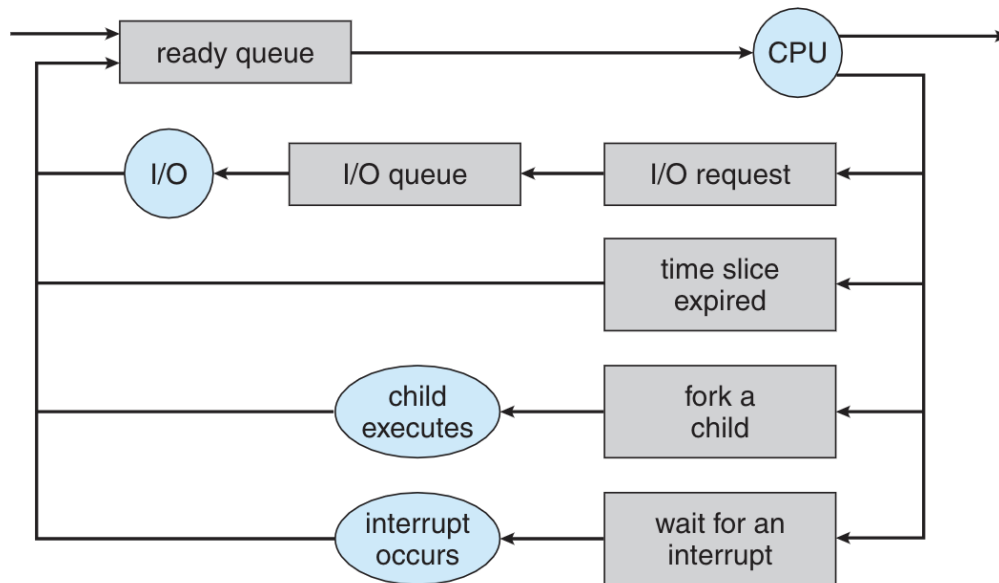 ready queue
CPU
I/O
I/O queue
I/O request
time slice
expired
child
executes
fork a
child
interrupt
occurs
wait for an
interrupt